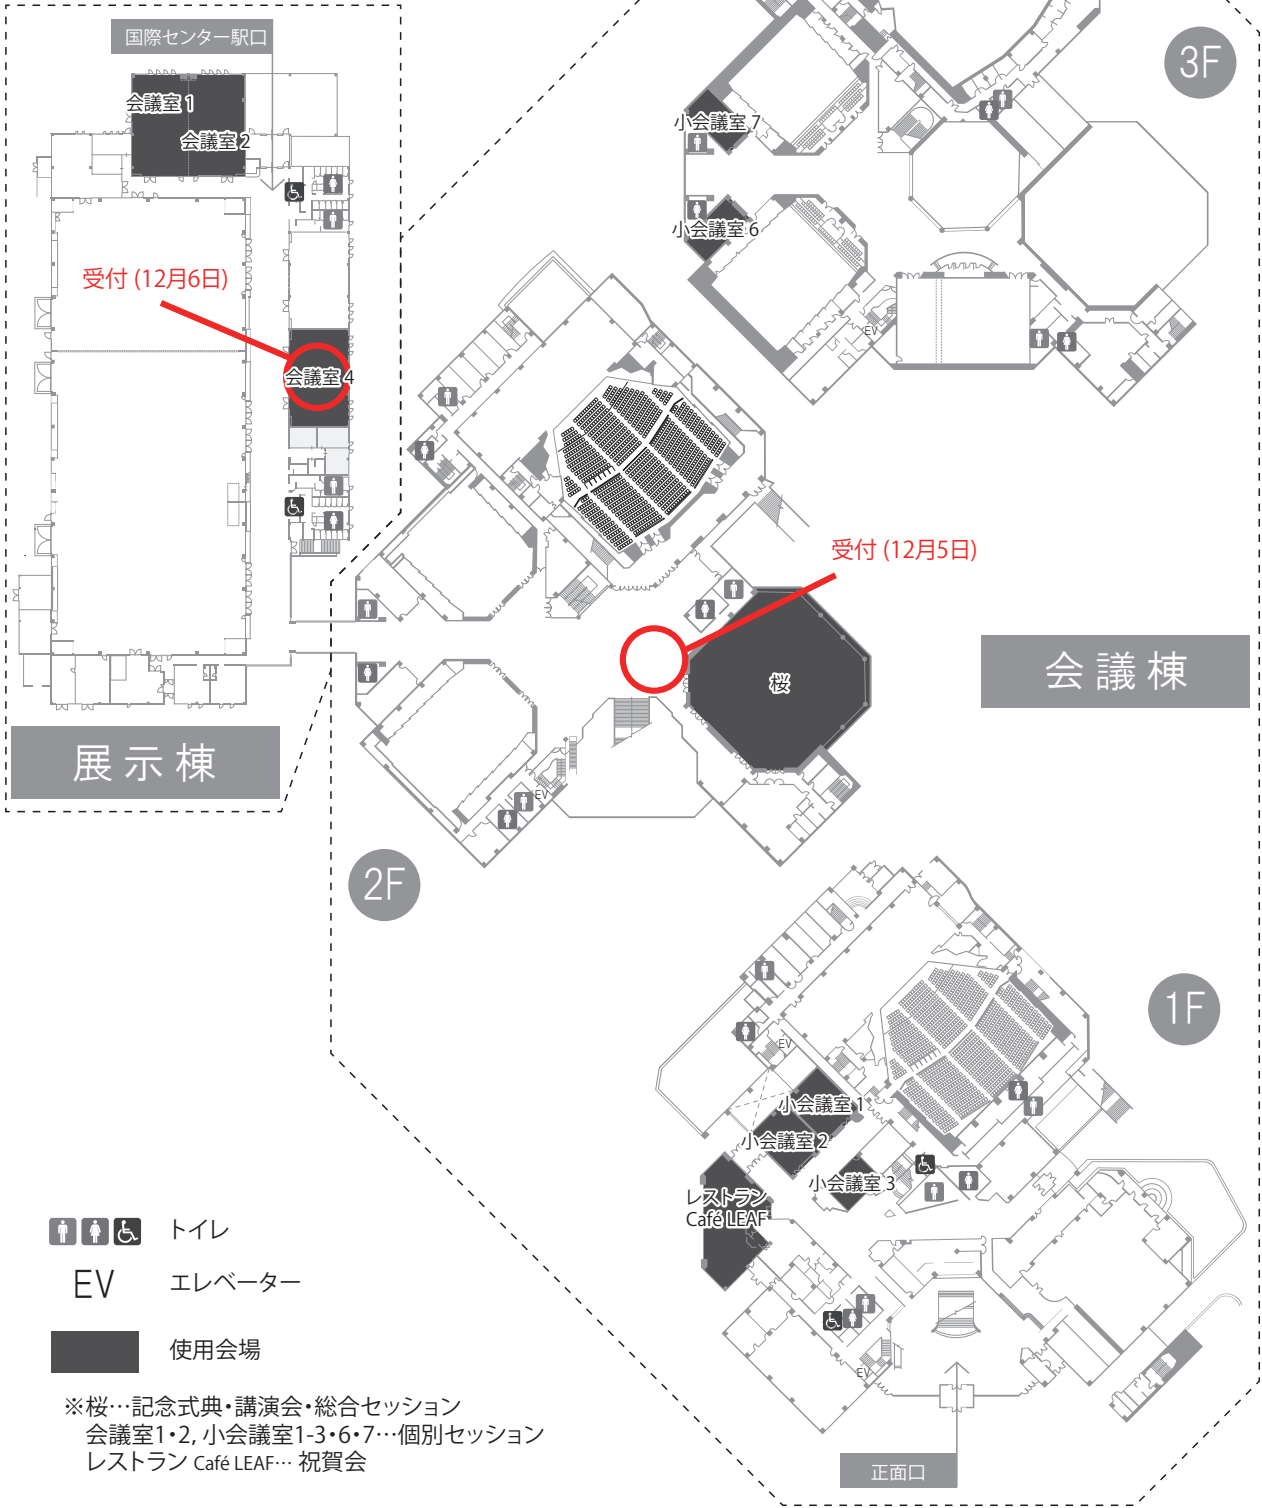 国際センター駅口
3F
会議室 1
会議室 2
小会議室 7
小会議室 6
受付 (12月6日)
EV
会議室 4
受付 (12月5日)
会議棟
桜
展示棟
EV
2F
1F
EV
小会議室 1
小会議室 2
小会議室 3
レストラン
Café LEAF
トイレ
EV エレベーター
使用会場
EV
※桜…記念式典・講演会・総合セッション
会議室1・2, 小会議室1-3・6・7…個別セッション
レストラン Café LEAF… 祝賀会
正面口